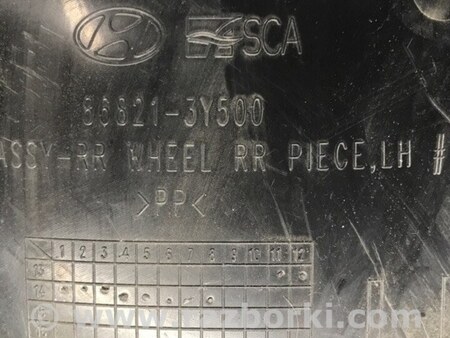 SCA
86821-3Y500
ASSY-RR WHEEL RR PIECE,LH #
>PP<
1 2 3 4 5 6 7 8 9 10 11 12
13
14
www.razborki.com